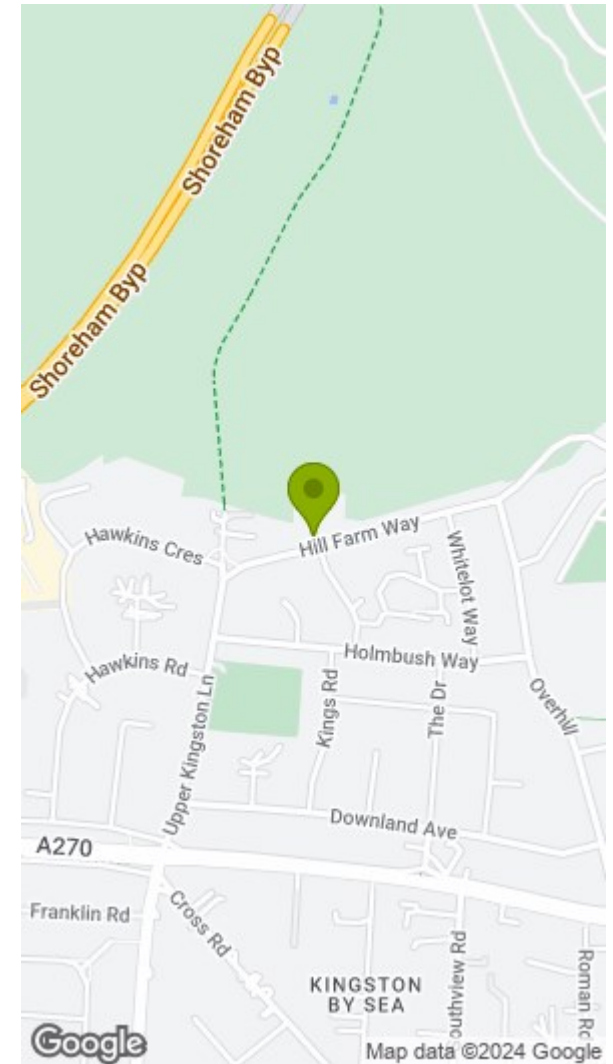 Shoreham Byp
Shoreham Byp
Hawkins Cres
Hill Farm Way
Whitelot Way
Holmbush Way
Hawkins Rd
Kings Rd
The Dr
Overhill
Upper Kingston Ln
Downland Ave
A270
Franklin Rd
Cross Rd
KINGSTON
BY SEA
Southview Rd
Roman Rd
Google
Map data ©2024 Google